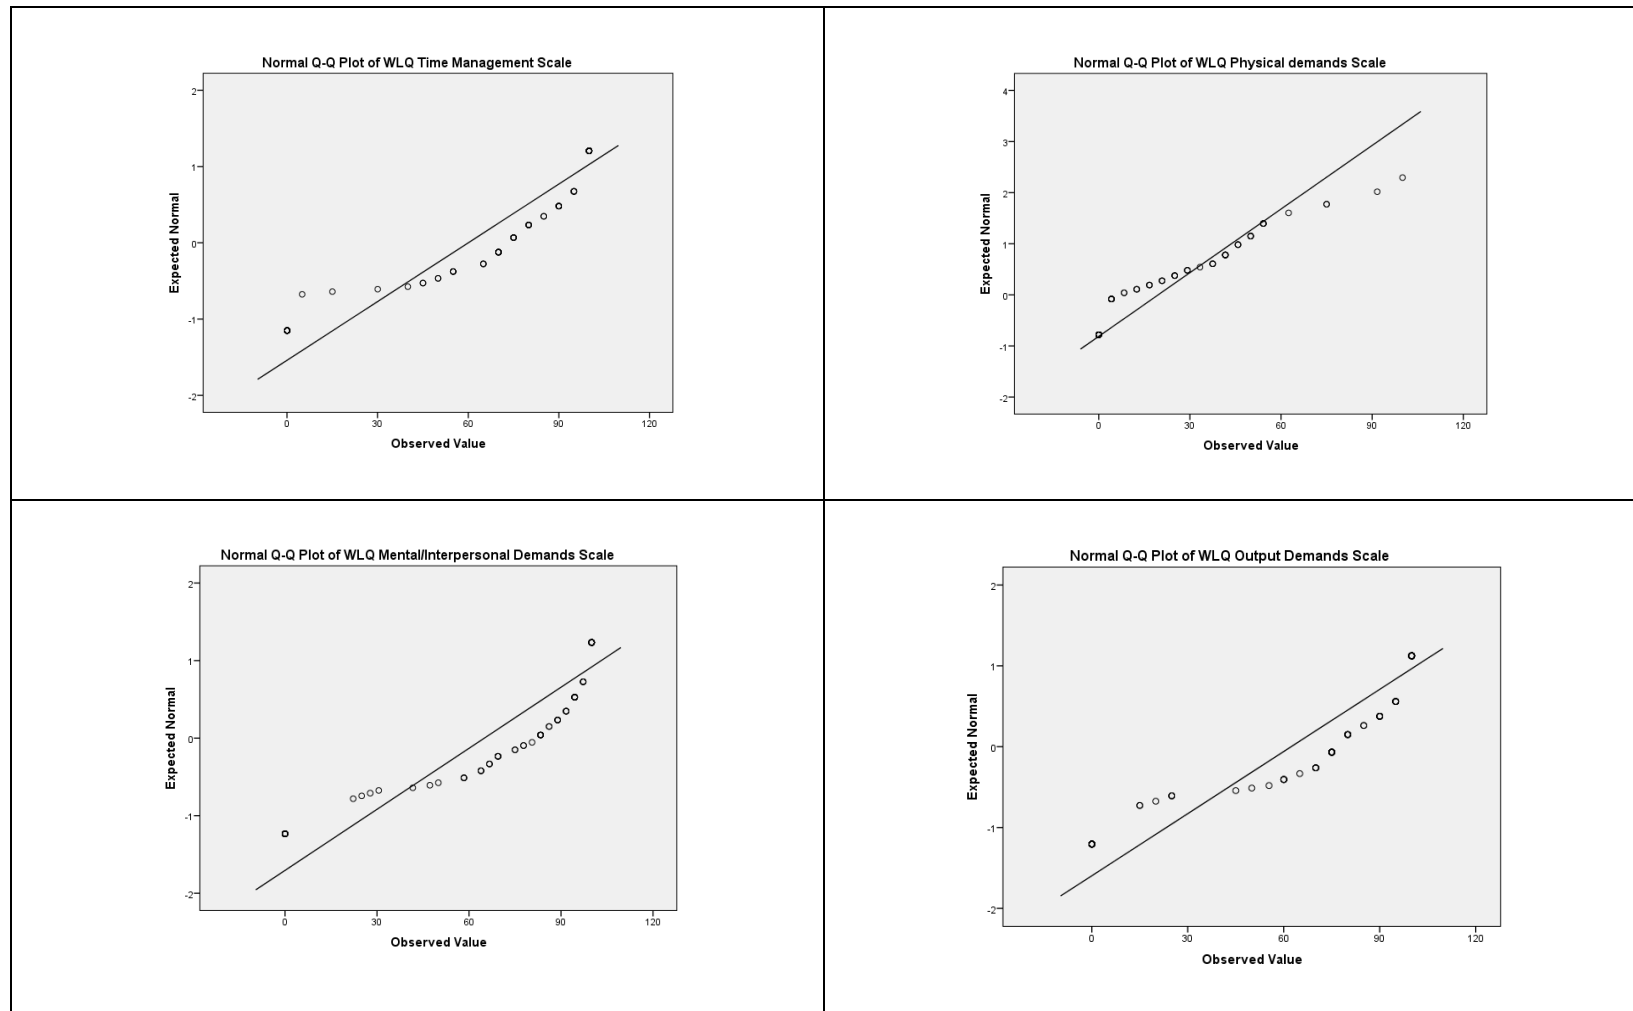 Normal Q-Q Plot of WLQ Time Management Scale
2
1
0
-1
-2
Expected Normal
0 30 60 90 120
Observed Value
Normal Q-Q Plot of WLQ Physical demands Scale
4
3
2
1
0
-1
-2
Expected Normal
0 30 60 90 120
Observed Value
Normal Q-Q Plot of WLQ Mental/Interpersonal Demands Scale
2
1
0
-1
-2
Expected Normal
0 30 60 90 120
Observed Value
Normal Q-Q Plot of WLQ Output Demands Scale
2
1
0
-1
-2
Expected Normal
0 30 60 90 120
Observed Value